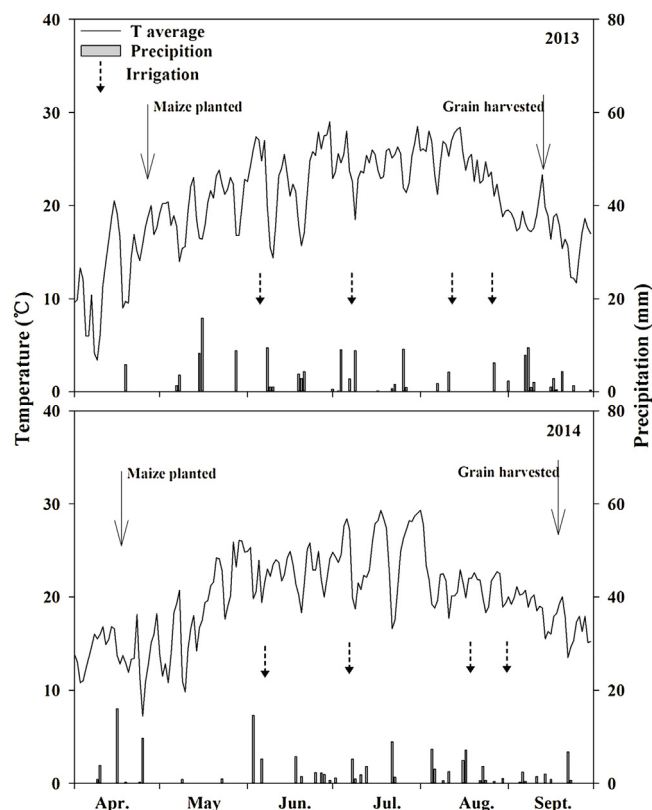 40
30
20
10
0
80
60
40
20
0
T average
Precipition
Irrigation
2013
Maize planted
Grain harvested
Temperature (℃)
Precipitation (mm)
40
30
20
10
0
80
60
40
20
0
2014
Maize planted
Grain harvested
Apr. May Jun. Jul. Aug. Sept.